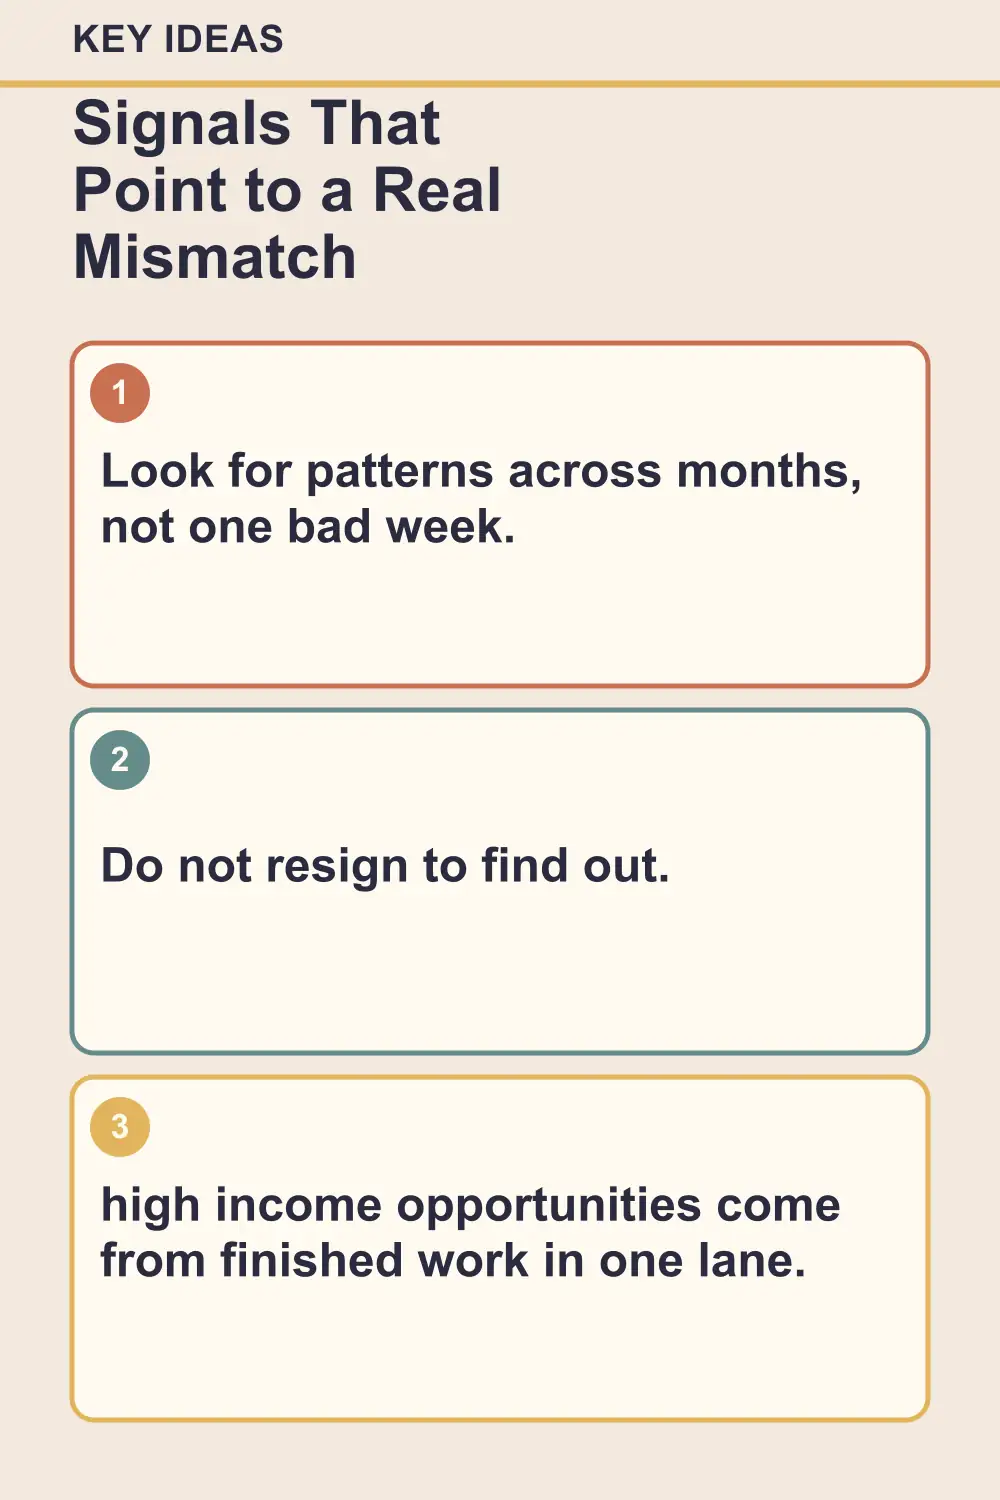 KEY IDEAS
Signals That
Point to a Real
Mismatch
1
Look for patterns across months,
not one bad week.
2
Do not resign to find out.
3
high income opportunities come
from finished work in one lane.